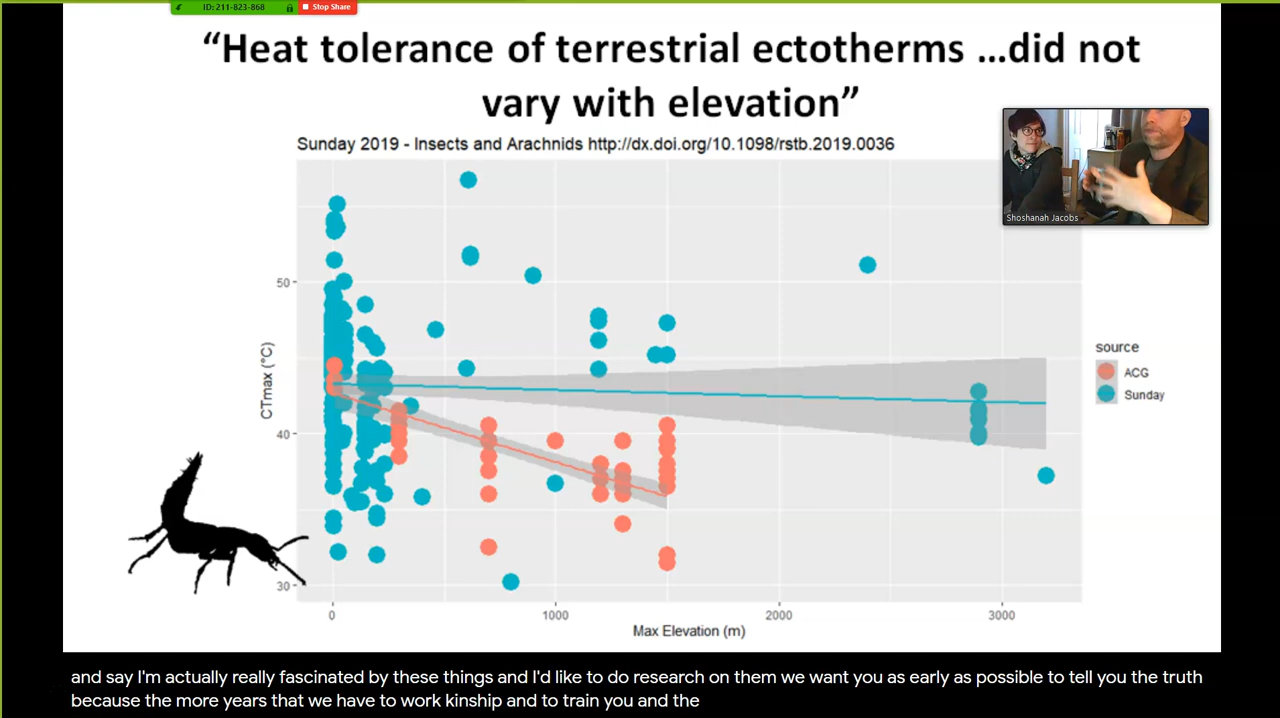 ID: 211-823-868
Stop Share
“Heat tolerance of terrestrial ectotherms ...did not
vary with elevation”
Sunday 2019 - Insects and Arachnids http://dx.doi.org/10.1098/rstb.2019.0036
Shoshanah Jacobs
50
40
30
CTmax (°C)
0
1000
2000
3000
Max Elevation (m)
source
ACG
Sunday
and say I'm actually really fascinated by these things and I'd like to do research on them we want you as early as possible to tell you the truth
because the more years that we have to work kinship and to train you and the